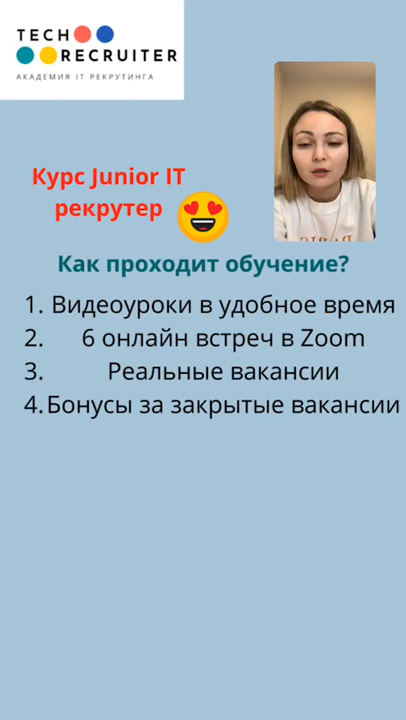 TECH
RECRUITER
АКАДЕМИЯ IT РЕКРУТИНГА
Курс Junior IT
рекрутер
Как проходит обучение?
1. Видеоуроки в удобное время
2. 6 онлайн встреч в Zoom
3. Реальные вакансии
4. Бонусы за закрытые вакансии